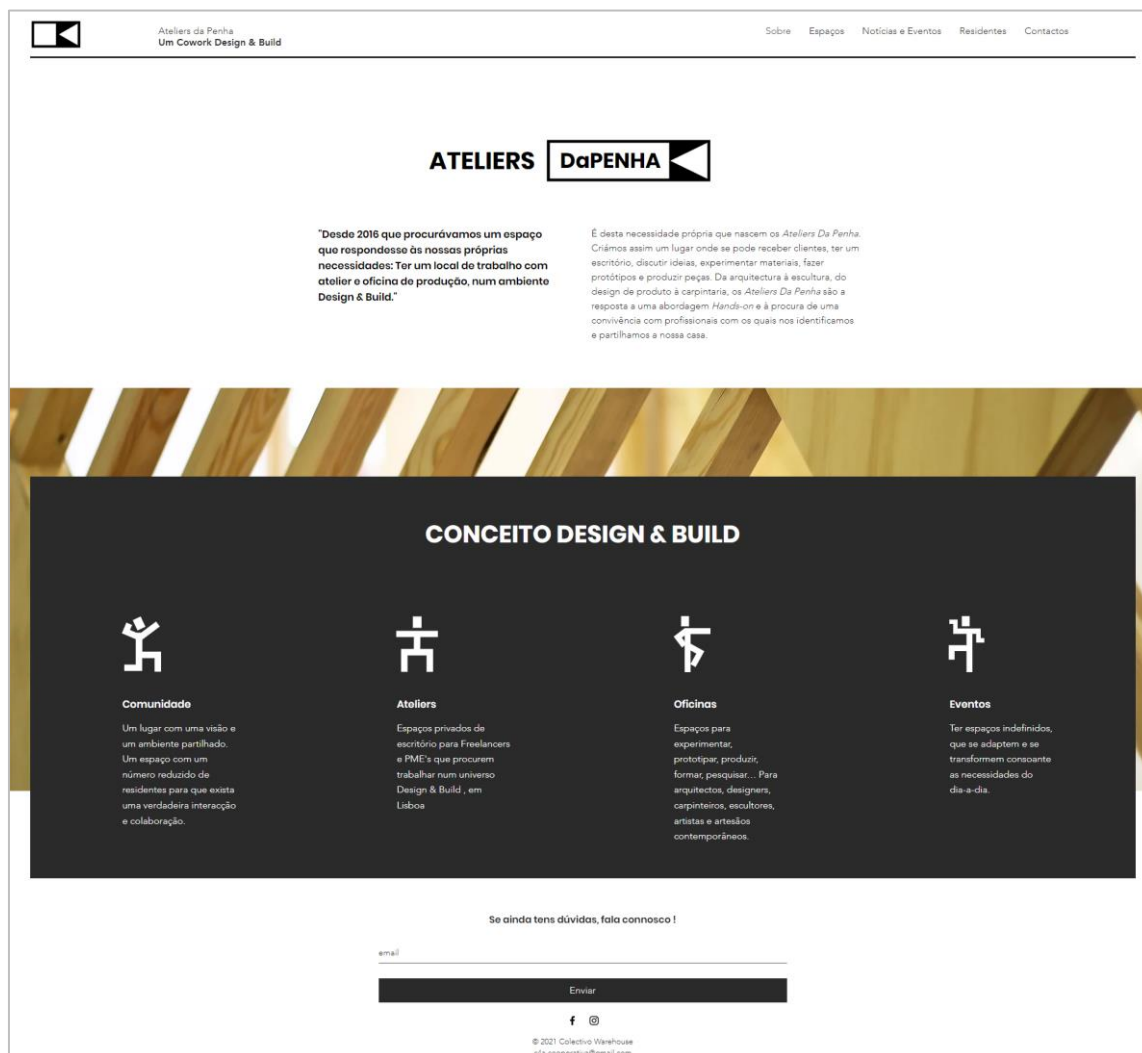 Ateliers da Penha
Um Cowork Design & Build
Sobre Espaços Notícias e Eventos Residentes Contactos
ATELIERS DaPENHA
"Desde 2016 que procurávamos um espaço
que respondesse às nossas próprias
necessidades: Ter um local de trabalho com
atelier e oficina de produção, num ambiente
Design & Build."
É desta necessidade própria que nascem os Ateliers Da Penha.
Criámos assim um lugar onde se pode receber clientes, ter um
escritório, discutir ideias, experimentar materiais, fazer
protótipos e produzir peças. Da arquitectura à escultura, do
design de produto à carpintaria, os Ateliers Da Penha são a
resposta a uma abordagem Hands-on e à procura de uma
convivência com profissionais com os quais nos identificamos
e partilhamos a nossa casa.
CONCEITO DESIGN & BUILD
Comunidade
Um lugar com uma visão e
um ambiente partilhado.
Um espaço com um
número reduzido de
residentes para que exista
uma verdadeira interacção
e colaboração.
Ateliers
Espaços privados de
escritório para Freelancers
e PME's que procurem
trabalhar num universo
Design & Build , em
Lisboa
Oficinas
Espaços para
experimentar,
prototipar, produzir,
formar, pesquisar... Para
arquitectos, designers,
carpinteiros, escultores,
artistas e artesãos
contemporâneos.
Eventos
Ter espaços indefinidos,
que se adaptem e se
transformem consoante
as necessidades do
dia-a-dia.
Se ainda tens dúvidas, fala connosco !
email
Enviar
© 2021 Colectivo Warehouse